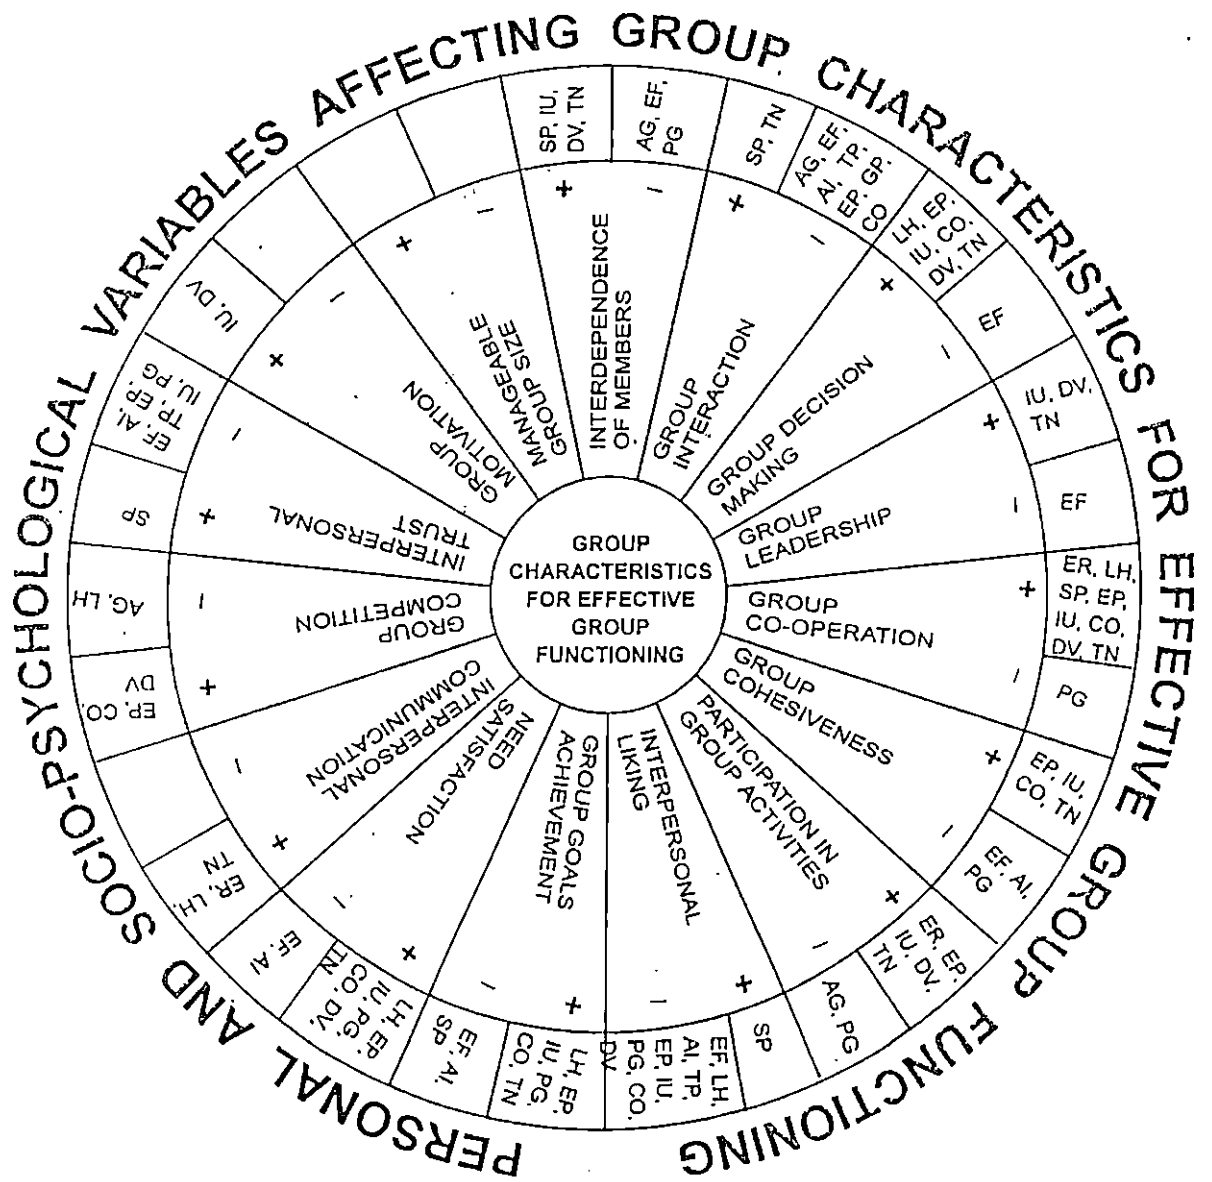 PERSONAL AND SOCIO-PSYCHOLOGICAL VARIABLES AFFECTING GROUP CHARACTERISTICS FOR EFFECTIVE GROUP FUNCTIONING
GROUP
CHARACTERISTICS
FOR EFFECTIVE
GROUP
FUNCTIONING
INTERDEPENDENCE
OF MEMBERS
+
SP, IU,
DV, TN
–
AG, EF,
PG
GROUP
INTERACTION
+
SP, TN
–
AG, EF,
AI, TP,
EP, GP,
CO
GROUP DECISION
MAKING
+
LH, EP,
IU, CO,
DV, TN
–
EF
GROUP
LEADERSHIP
+
IU, DV,
TN
–
EF
GROUP
CO-OPERATION
+
ER, LH,
SP, EP,
IU, CO,
DV, TN
–
PG
GROUP
COHESIVENESS
+
EP, IU,
CO, TN
–
EF, AI,
PG
PARTICIPATION IN
GROUP ACTIVITIES
+
ER, EP,
IU, DV,
TN
–
AG, PG
INTERPERSONAL
LIKING
+
SP
–
EF, LH,
AI, TP,
EP, IU,
PG, CO,
DV
GROUP GOALS
ACHIEVEMENT
+
LH, EP,
IU, PG,
CO, TN
–
EF, AI,
SP
NEED
SATISFACTION
+
LH, EP,
IU, PG,
CO, DV,
TN
–
EF, AI
INTERPERSONAL
COMMUNICATION
+
ER, LH,
TN
–
GROUP
COMPETITION
+
EP, CO,
DV
–
AG, LH
INTERPERSONAL
TRUST
+
SP
–
EF, AI,
TP, EP,
IU, PG
GROUP
MOTIVATION
+
IU, DV
–
MANAGEABLE
GROUP SIZE
+
–